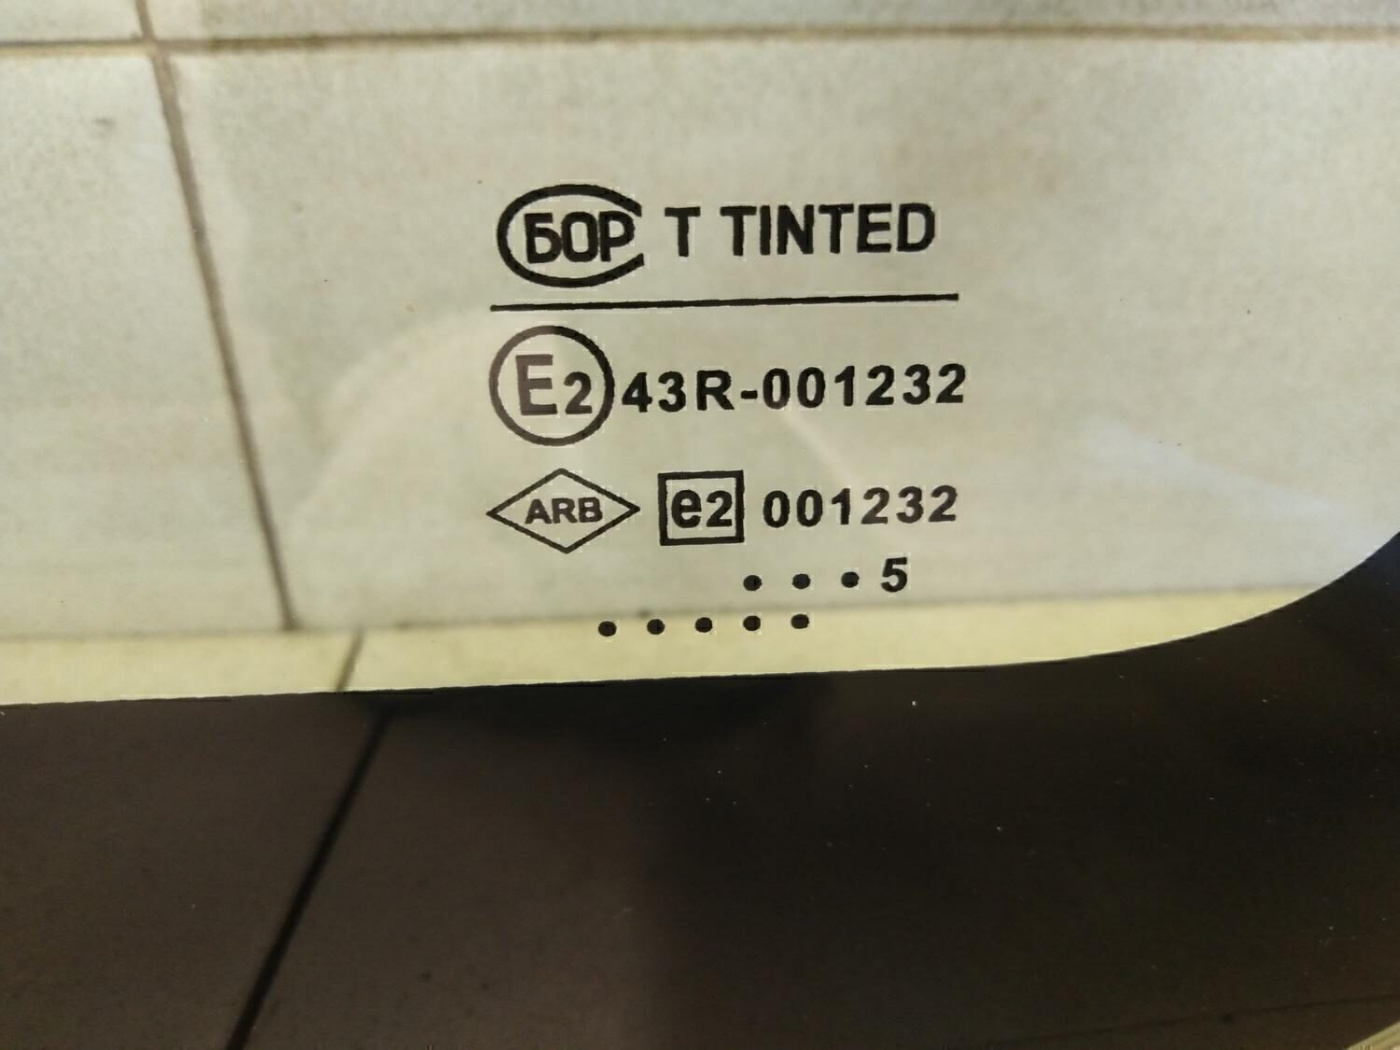 БОР T TINTED
E2 43R-001232
ARB e2 001232
• • • 5
• • • • •